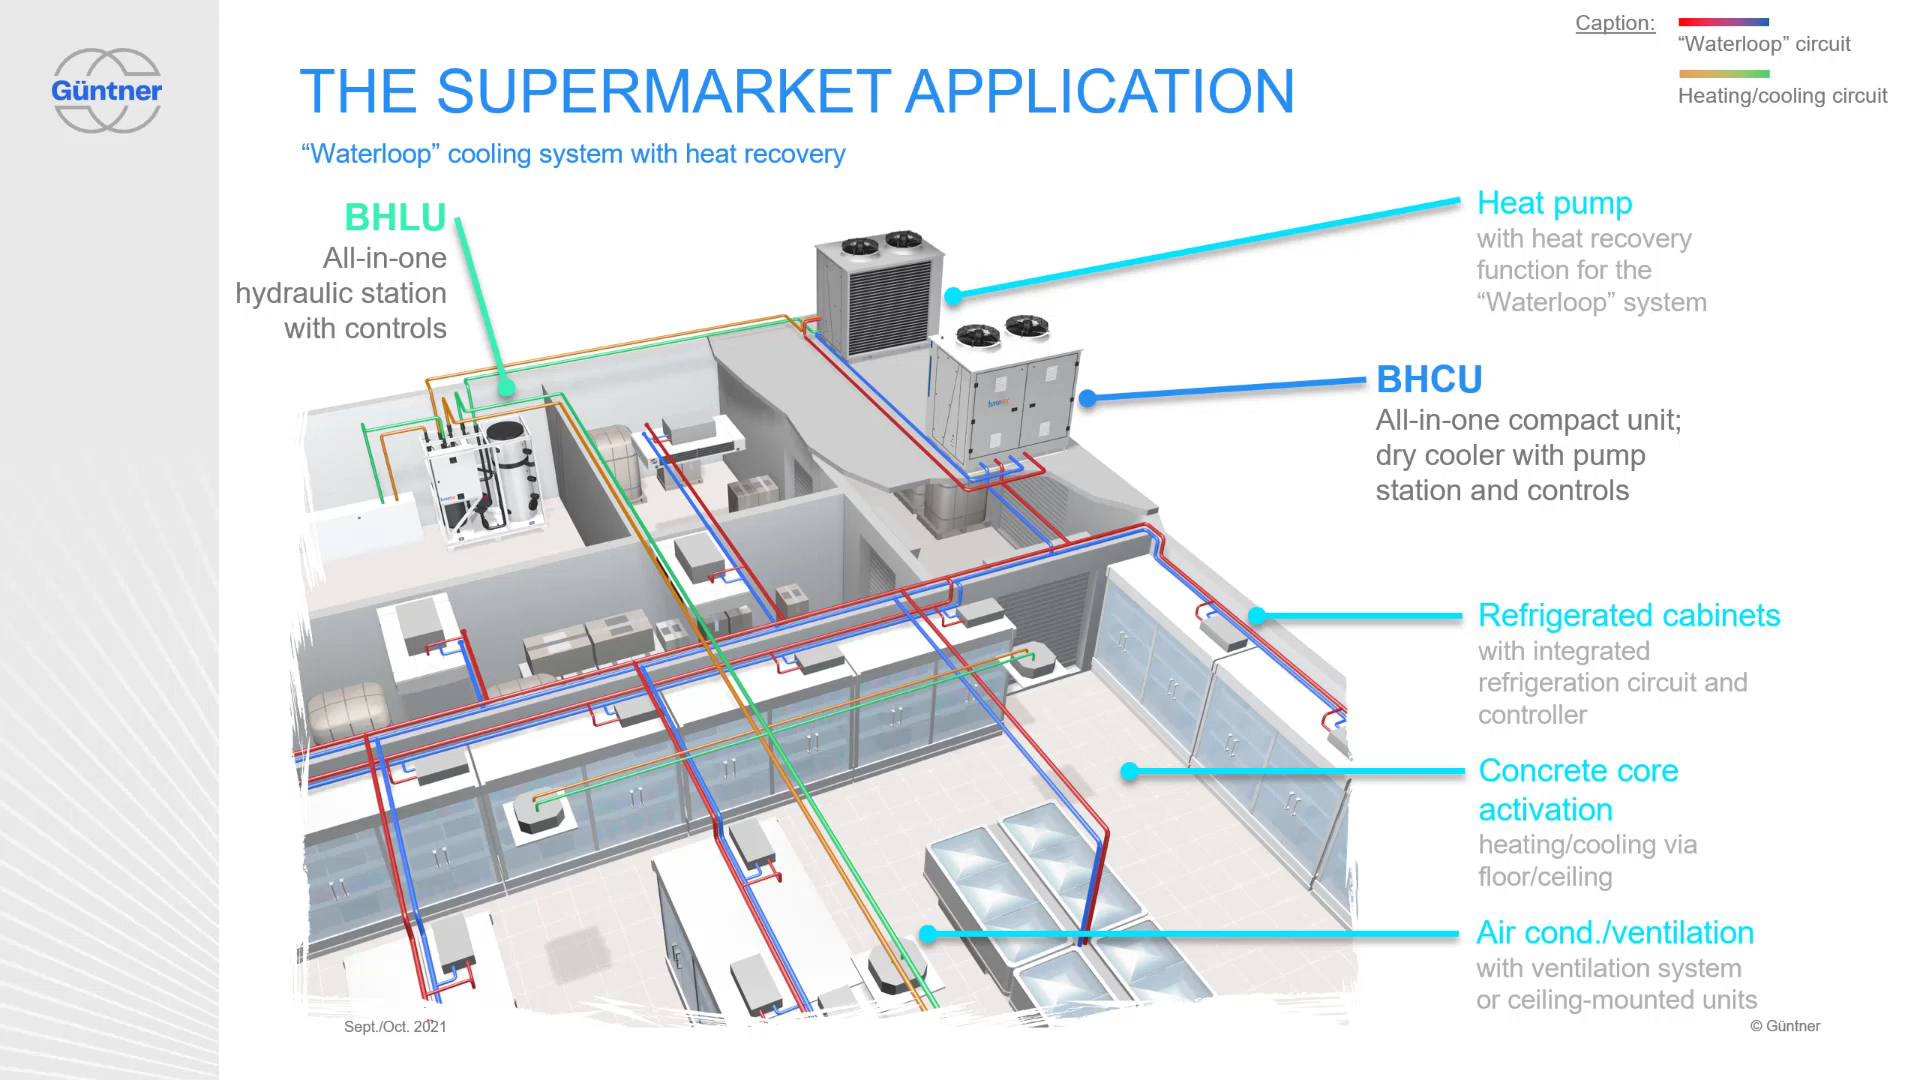 Güntner
THE SUPERMARKET APPLICATION
“Waterloop” cooling system with heat recovery
Caption:
“Waterloop” circuit
Heating/cooling circuit
BHLU
All-in-one
hydraulic station
with controls
Heat pump
with heat recovery
function for the
“Waterloop” system
BHCU
All-in-one compact unit;
dry cooler with pump
station and controls
Refrigerated cabinets
with integrated
refrigeration circuit and
controller
Concrete core
activation
heating/cooling via
floor/ceiling
Air cond./ventilation
with ventilation system
or ceiling-mounted units
Sept./Oct. 2021
© Güntner